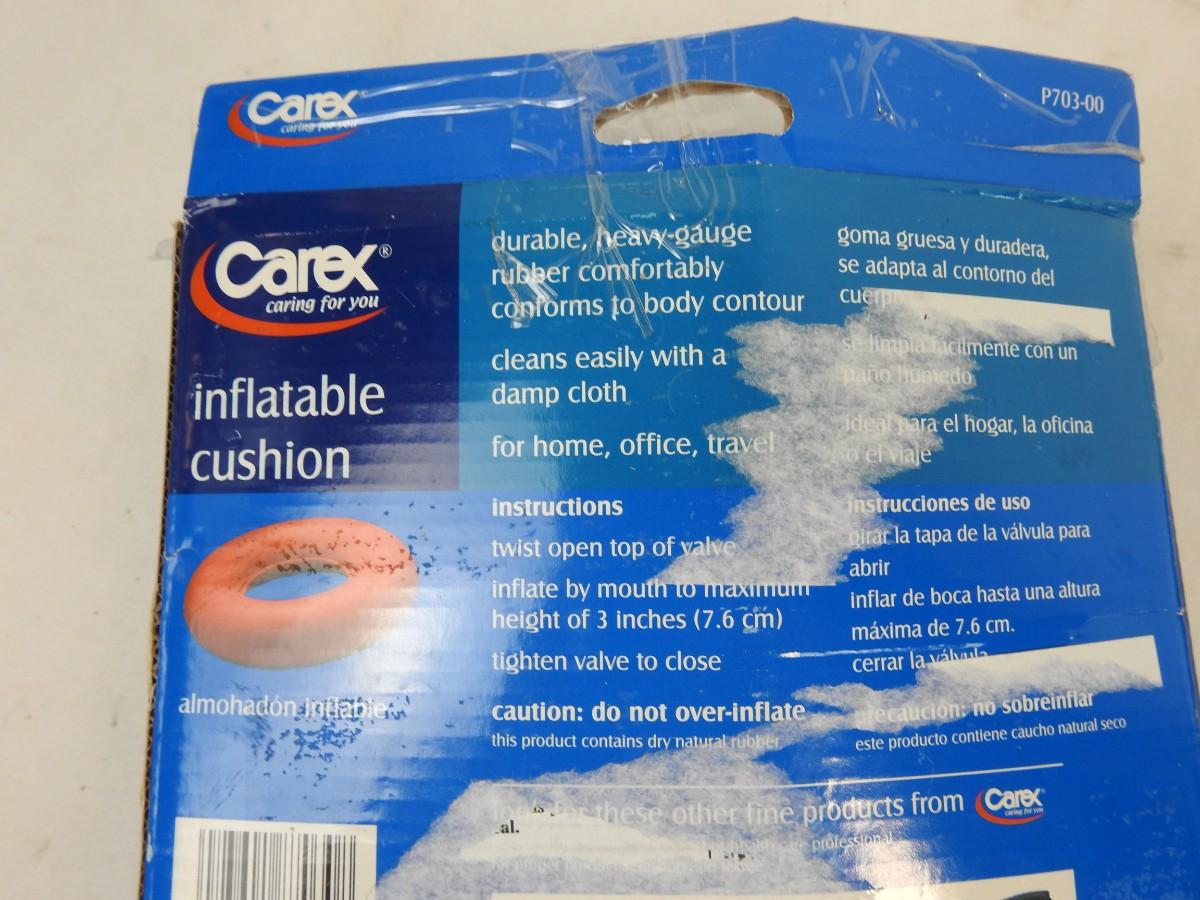 Carex
caring for you
P703-00
Carex®
caring for you
inflatable
cushion
almohadón inflable
durable, heavy-gauge
rubber comfortably
conforms to body contour
cleans easily with a
damp cloth
for home, office, travel
instructions
twist open top of valve
inflate by mouth to maximum
height of 3 inches (7.6 cm)
tighten valve to close
caution: do not over-inflate
this product contains dry natural rubber
goma gruesa y duradera,
se adapta al contorno del
cuerpo
se limpia fácilmente con un
paño húmedo
ideal para el hogar, la oficina
o el viaje
instrucciones de uso
girar la tapa de la válvula para
abrir
inflar de boca hasta una altura
máxima de 7.6 cm.
cerrar la válvula
precaución: no sobreinflar
este producto contiene caucho natural seco
look for these other fine products from Carex
caring for you
al.
healthcare professional